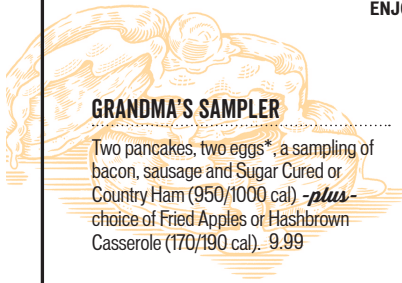 GRANDMA'S SAMPLER
Two pancakes, two eggs*, a sampling of
bacon, sausage and Sugar Cured or
Country Ham (950/1000 cal) -plus-
choice of Fried Apples or Hashbrown
Casserole (170/190 cal). 9.99